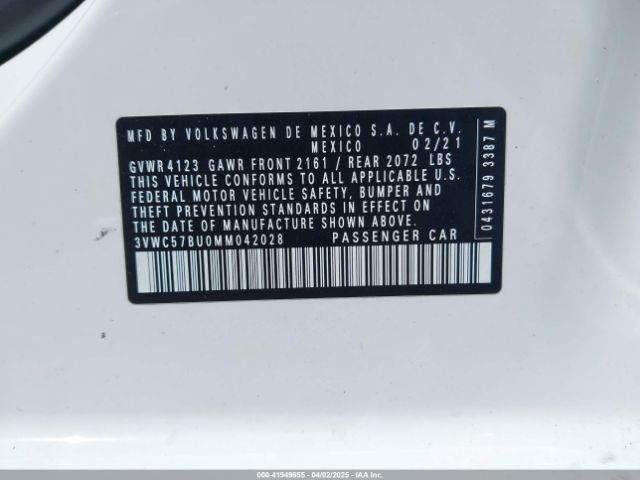 MFD BY VOLKSWAGEN DE MEXICO S.A. DE C.V.
MEXICO 02/21
GVWR 4123 GAWR FRONT 2161 / REAR 2072 LBS
THIS VEHICLE CONFORMS TO ALL APPLICABLE U.S.
FEDERAL MOTOR VEHICLE SAFETY, BUMPER AND
THEFT PREVENTION STANDARDS IN EFFECT ON
THE DATE OF MANUFACTURE SHOWN ABOVE.
3VWC57BU0MM042028 PASSENGER CAR
0431679 3387 M
000-41949655 - 04/02/2025 - IAAI.COM